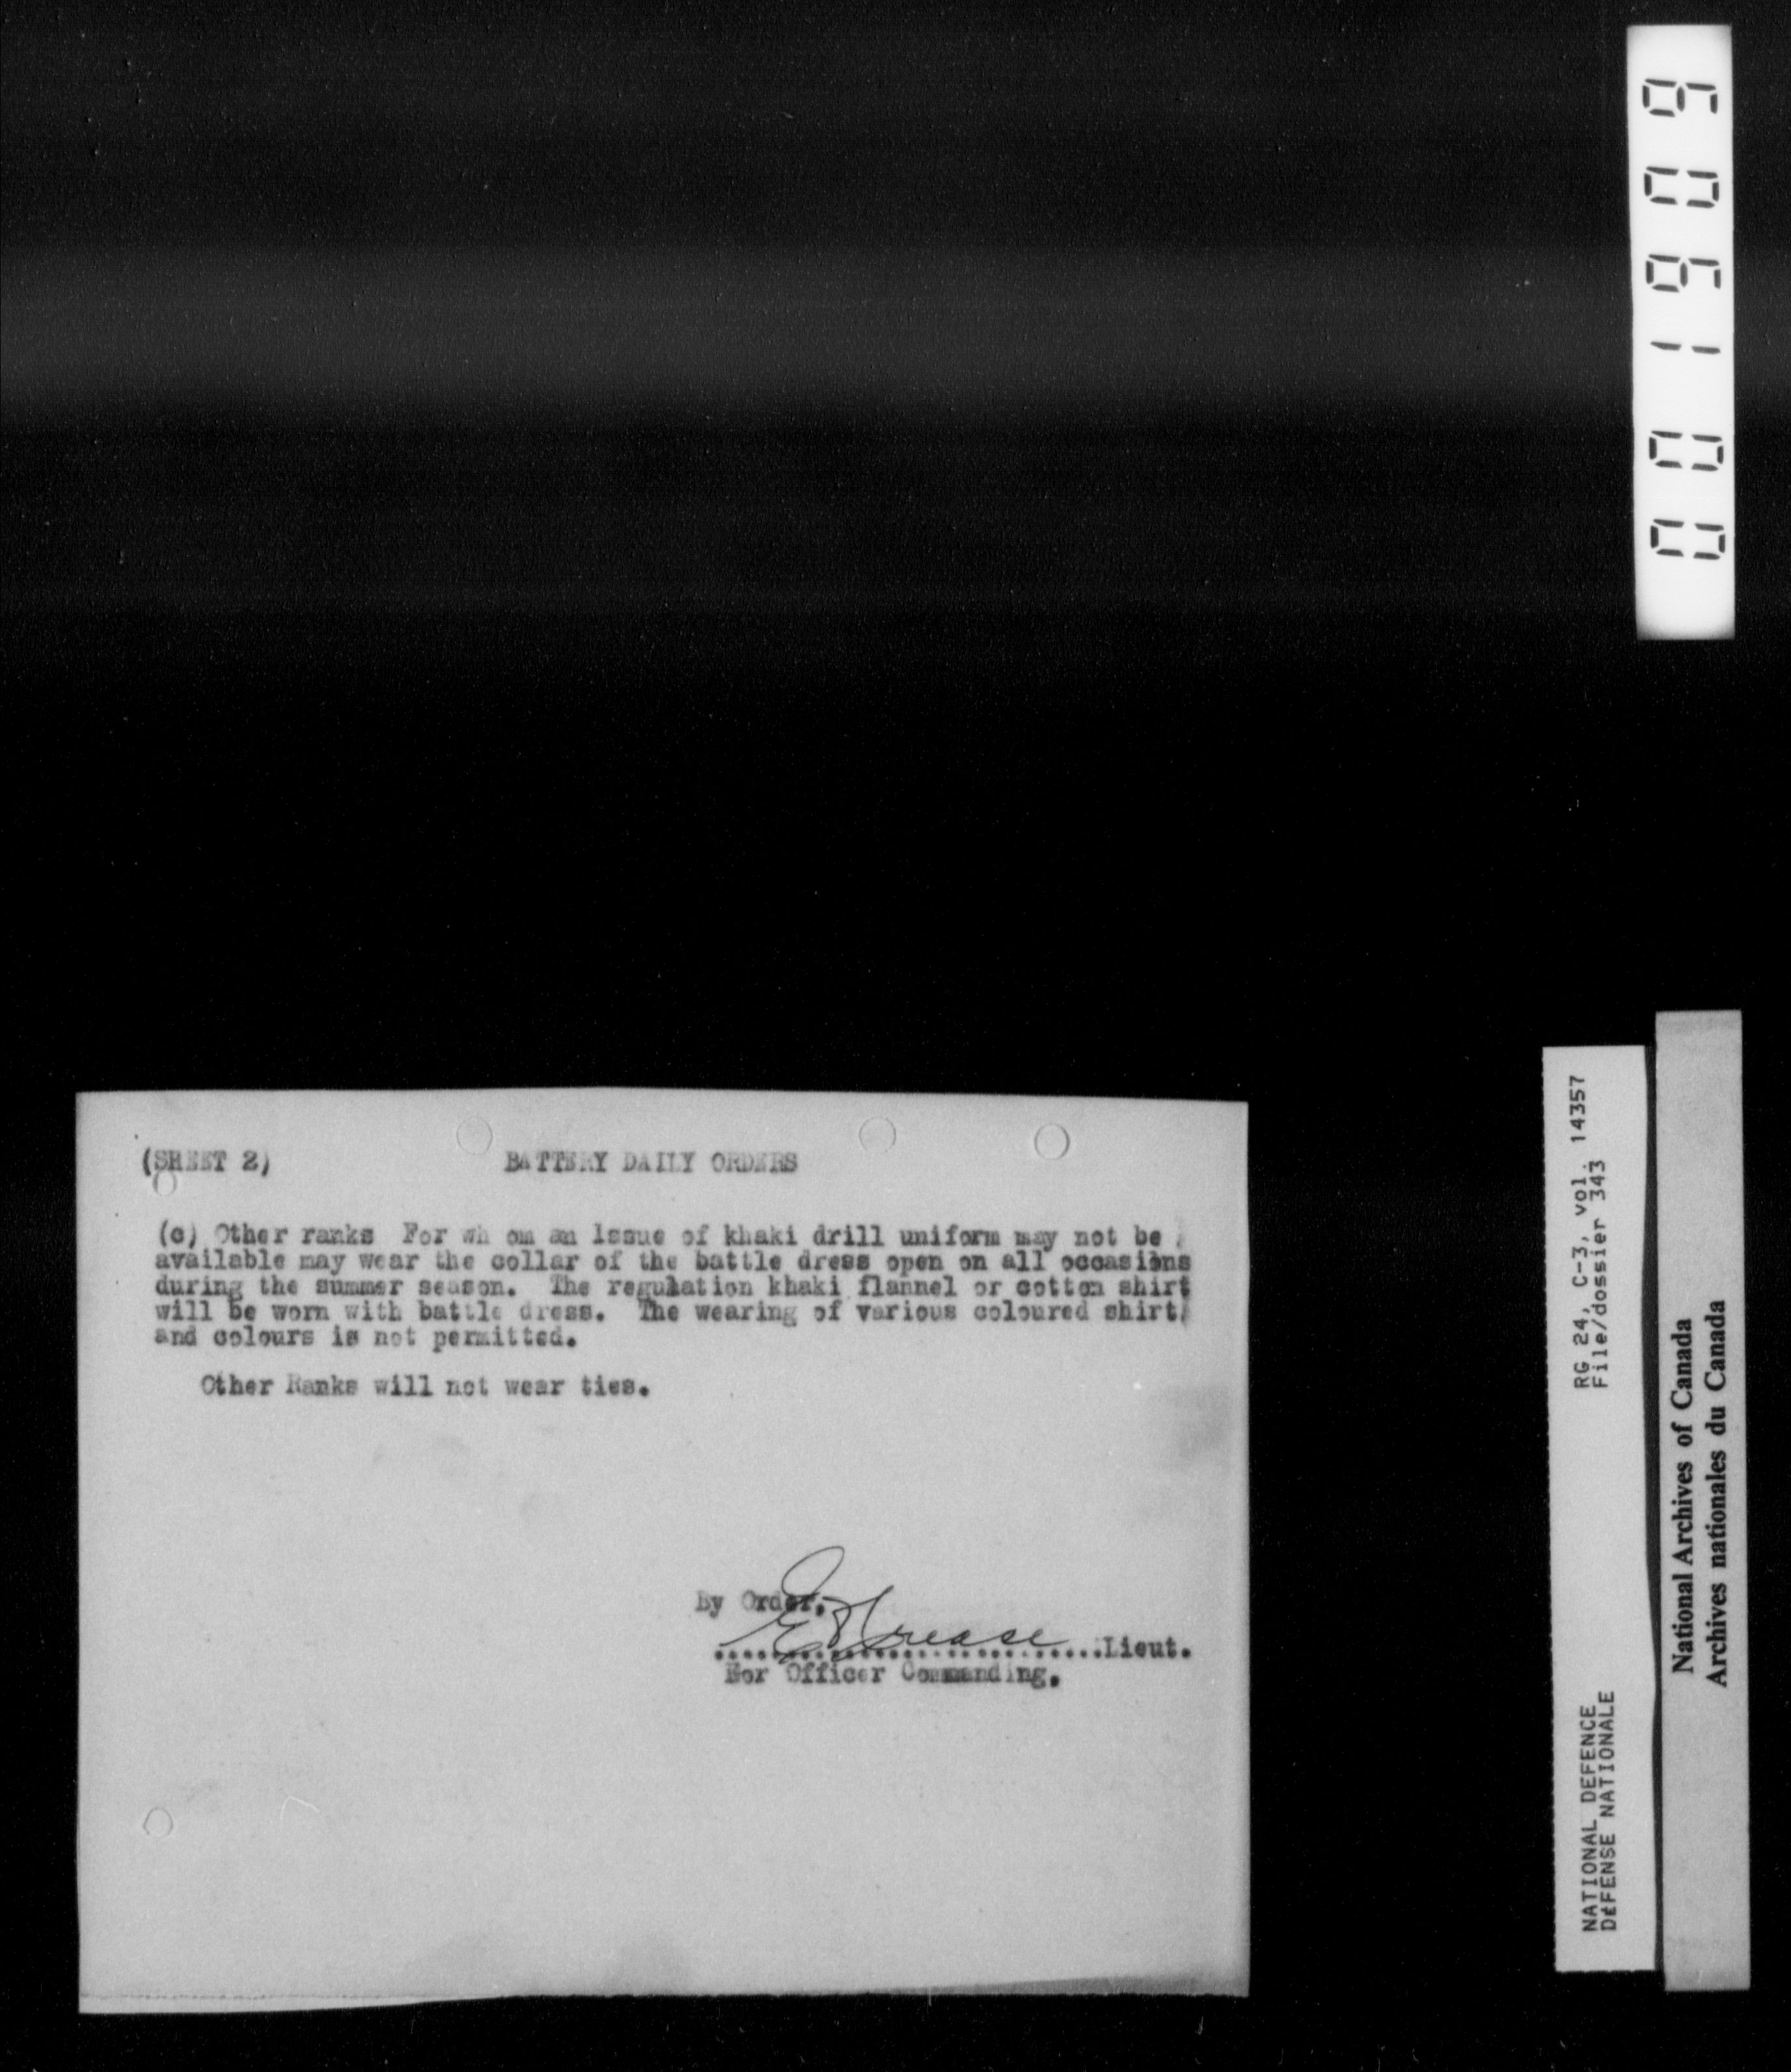 (SHEET 2) BATTERY DAILY ORDERS
(c) Other ranks For wh om an issue of khaki drill uniform may not be
available may wear the collar of the battle dress open on all occasions
during the summer season. The regulation khaki flannel or cotton shirt
will be worn with battle dress. The wearing of various coloured shirt
and colours is not permitted.
Other Ranks will not wear ties.
By Order,
Lieut.
For Officer Commanding.
001909
RG 24, C-3, vol. 14357
File/dossier 343
NATIONAL DEFENCE
DÉFENSE NATIONALE
National Archives of Canada
Archives nationales du Canada